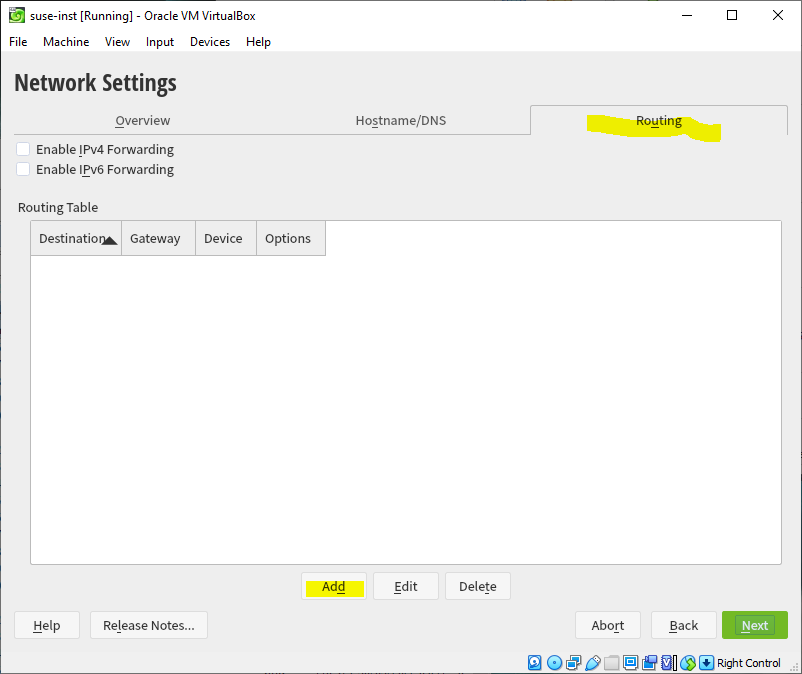 suse-inst [Running] - Oracle VM VirtualBox
File Machine View Input Devices Help
Network Settings
Overview Hostname/DNS Routing
Enable IPv4 Forwarding
Enable IPv6 Forwarding
Routing Table
Destination Gateway Device Options
Add Edit Delete
Help Release Notes... Abort Back Next
Right Control